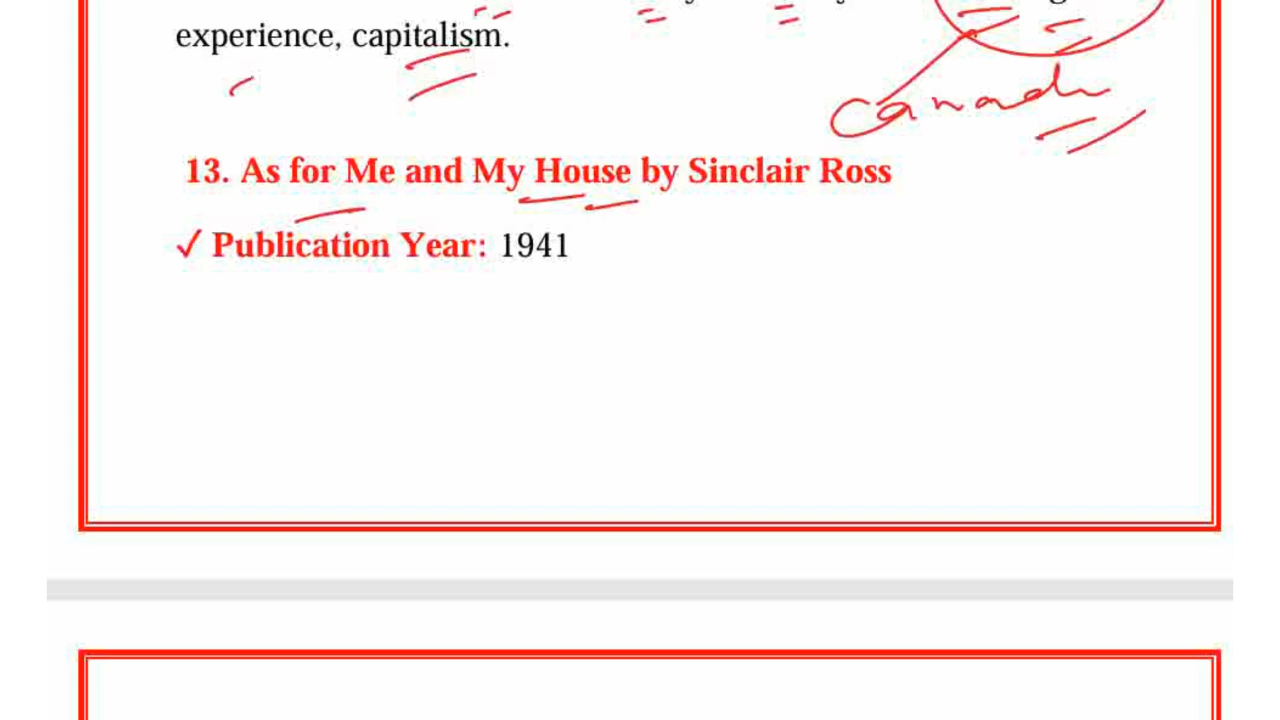 experience, capitalism.
Canada
13. As for Me and My House by Sinclair Ross
✓ Publication Year: 1941